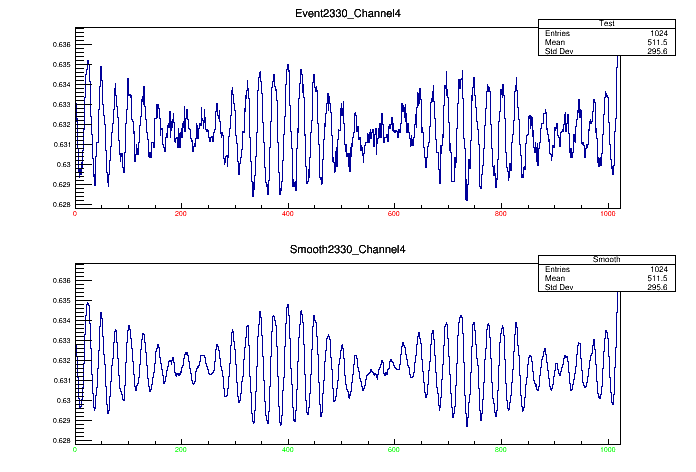 Event2330_Channel4
Test
Entries 1024
Mean 511.5
Std Dev 295.6
0.636
0.635
0.634
0.633
0.632
0.631
0.63
0.629
0.628
0 200 400 600 800 1000
Smooth2330_Channel4
Smooth
Entries 1024
Mean 511.5
Std Dev 295.6
0.636
0.635
0.634
0.633
0.632
0.631
0.63
0.629
0.628
0 200 400 600 800 1000